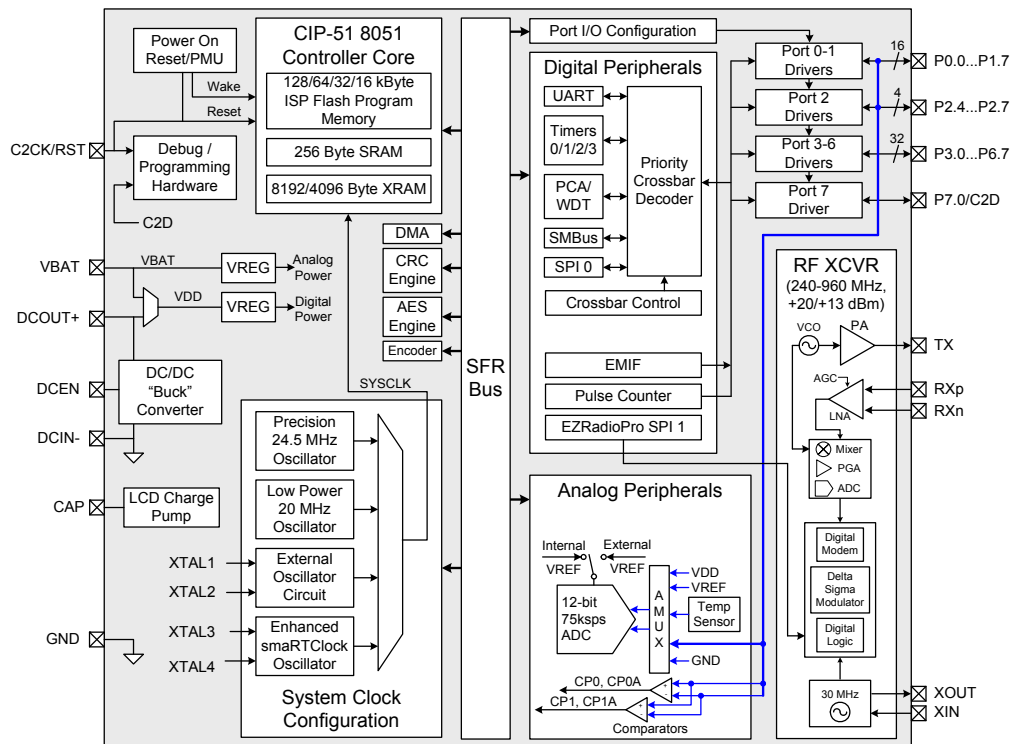 Power On
Reset/PMU
Wake
Reset
C2CK/RST
Debug /
Programming
Hardware
C2D
CIP-51 8051
Controller Core
128/64/32/16 kByte
ISP Flash Program
Memory
256 Byte SRAM
8192/4096 Byte XRAM
VBAT
VBAT
VREG
Analog
Power
VDD
VREG
Digital
Power
DCOUT+
DCEN
DC/DC
“Buck”
Converter
DCIN-
CAP
LCD Charge
Pump
XTAL1
XTAL2
XTAL3
XTAL4
GND
DMA
CRC
Engine
AES
Engine
Encoder
SYSCLK
Precision
24.5 MHz
Oscillator
Low Power
20 MHz
Oscillator
External
Oscillator
Circuit
Enhanced
smaRTClock
Oscillator
System Clock
Configuration
SFR
Bus
Port I/O Configuration
Digital Peripherals
UART
Timers
0/1/2/3
PCA/
WDT
SMBus
SPI 0
Priority
Crossbar
Decoder
Crossbar Control
EMIF
Pulse Counter
EZRadioPro SPI 1
Port 0-1
Drivers
Port 2
Drivers
Port 3-6
Drivers
Port 7
Driver
16
P0.0...P1.7
4
P2.4...P2.7
32
P3.0...P6.7
P7.0/C2D
Analog Peripherals
Internal
VREF
External
VREF
12-bit
75ksps
ADC
A
M
U
X
VDD
VREF
Temp
Sensor
GND
CP0, CP0A
CP1, CP1A
+
-
+
-
Comparators
RF XCVR
(240-960 MHz,
+20/+13 dBm)
VCO
PA
TX
AGC
LNA
RXp
RXn
Mixer
PGA
ADC
Digital
Modem
Delta
Sigma
Modulator
Digital
Logic
30 MHz
XOUT
XIN